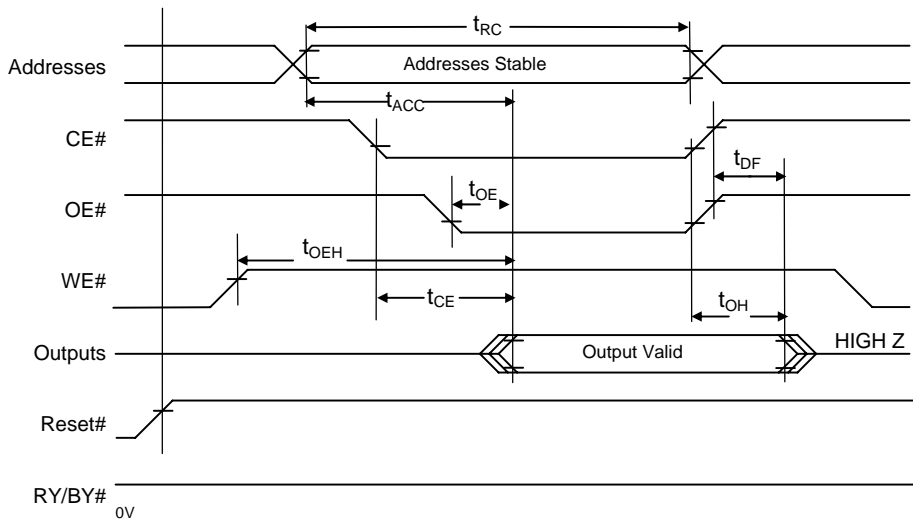 tRC
Addresses
Addresses Stable
tACC
CE#
tDF
tOE
OE#
tOEH
WE#
tCE
tOH
Outputs
Output Valid
HIGH Z
Reset#
RY/BY#
0V